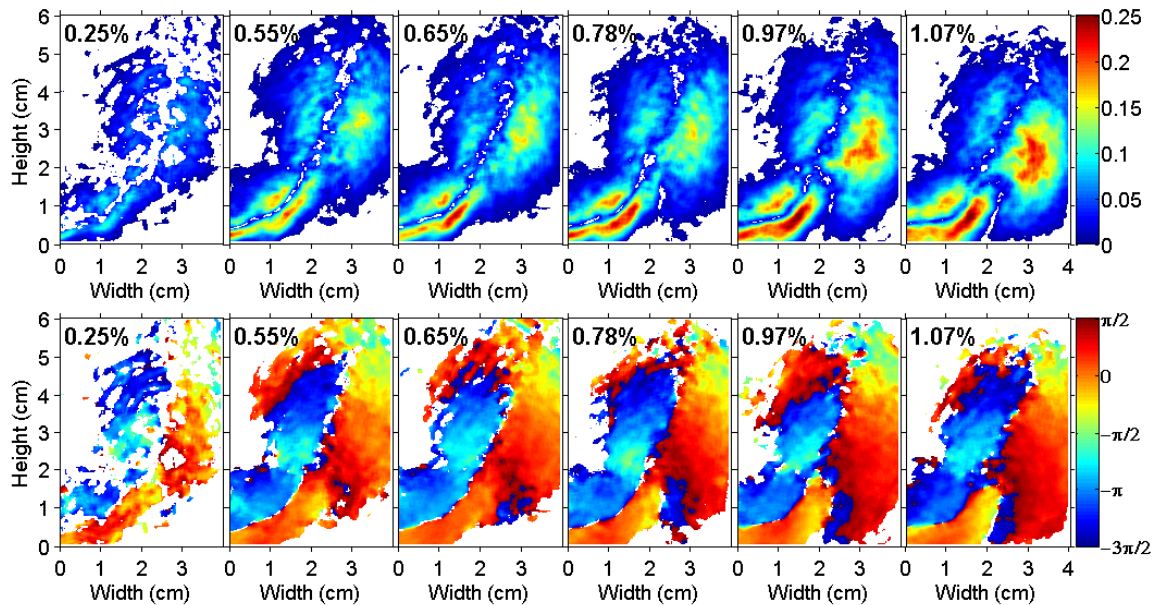 0.25% 0.55% 0.65% 0.78% 0.97% 1.07%
Height (cm)
6
5
4
3
2
1
0
0.25
0.20
0.15
0.10
0.05
0
0 1 2 3 0 1 2 3 0 1 2 3 0 1 2 3 0 1 2 3 0 1 2 3 4
Width (cm) Width (cm) Width (cm) Width (cm) Width (cm) Width (cm)
0.25% 0.55% 0.65% 0.78% 0.97% 1.07%
Height (cm)
6
5
4
3
2
1
0
π/2
0
−π/2
−π
−3π/2
0 1 2 3 0 1 2 3 0 1 2 3 0 1 2 3 0 1 2 3 0 1 2 3 4
Width (cm) Width (cm) Width (cm) Width (cm) Width (cm) Width (cm)